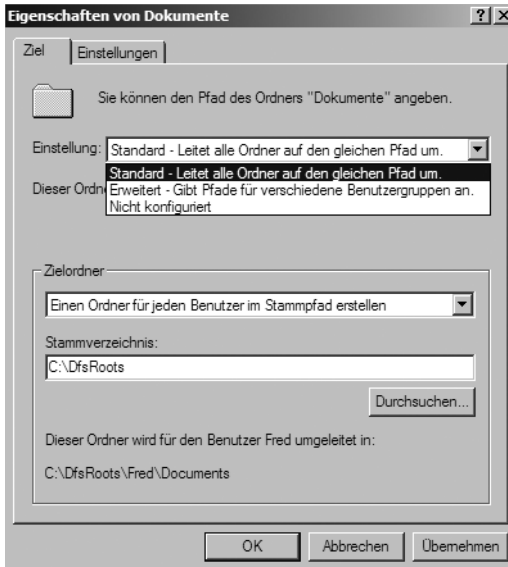 Eigenschaften von Dokumente
Ziel
Einstellungen
Sie können den Pfad des Ordners "Dokumente" angeben.
Einstellung: Standard - Leitet alle Ordner auf den gleichen Pfad um.
Standard - Leitet alle Ordner auf den gleichen Pfad um.
Dieser Ordn
Erweitert - Gibt Pfade für verschiedene Benutzergruppen an.
Nicht konfiguriert
Zielordner
Einen Ordner für jeden Benutzer im Stammpfad erstellen
Stammverzeichnis:
C:\DfsRoots
Durchsuchen...
Dieser Ordner wird für den Benutzer Fred umgeleitet in:
C:\DfsRoots\Fred\Documents
OK
Abbrechen
Übernehmen